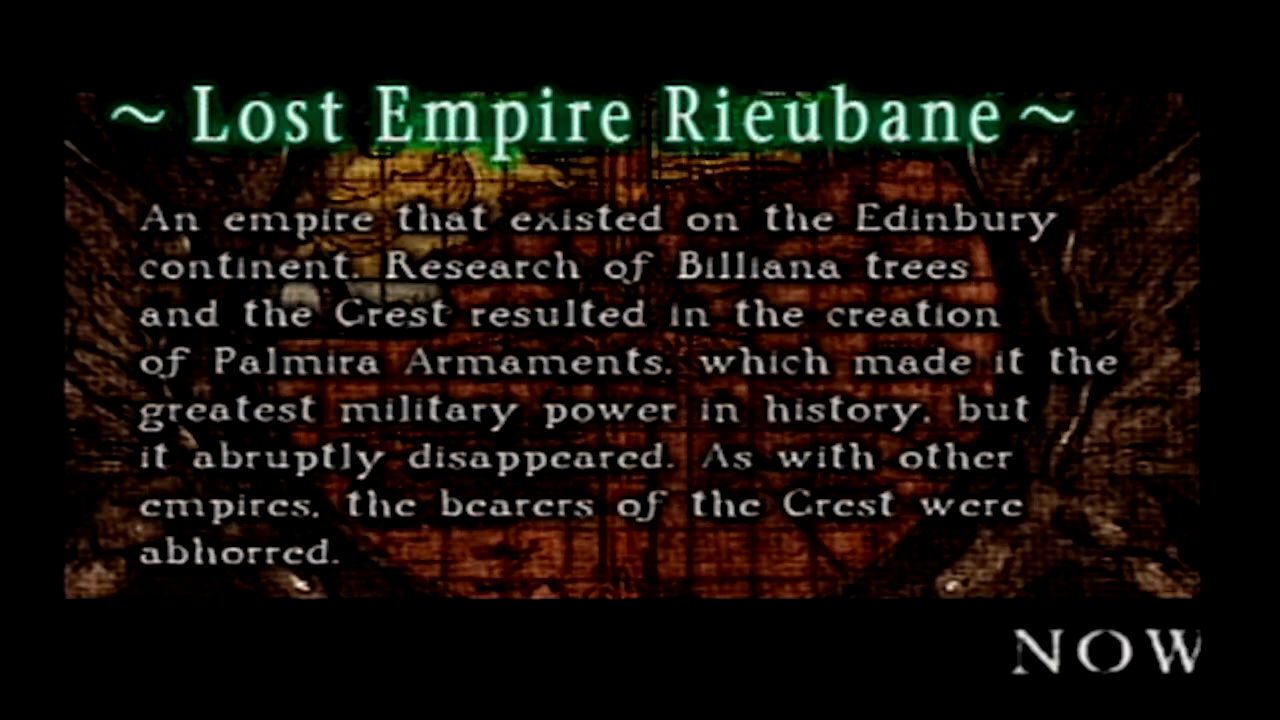 ~ Lost Empire Rieubane ~
An empire that existed on the Edinbury
continent. Research of Billiana trees
and the Crest resulted in the creation
of Palmira Armaments, which made it the
greatest military power in history, but
it abruptly disappeared. As with other
empires, the bearers of the Crest were
abhorred.
NOW